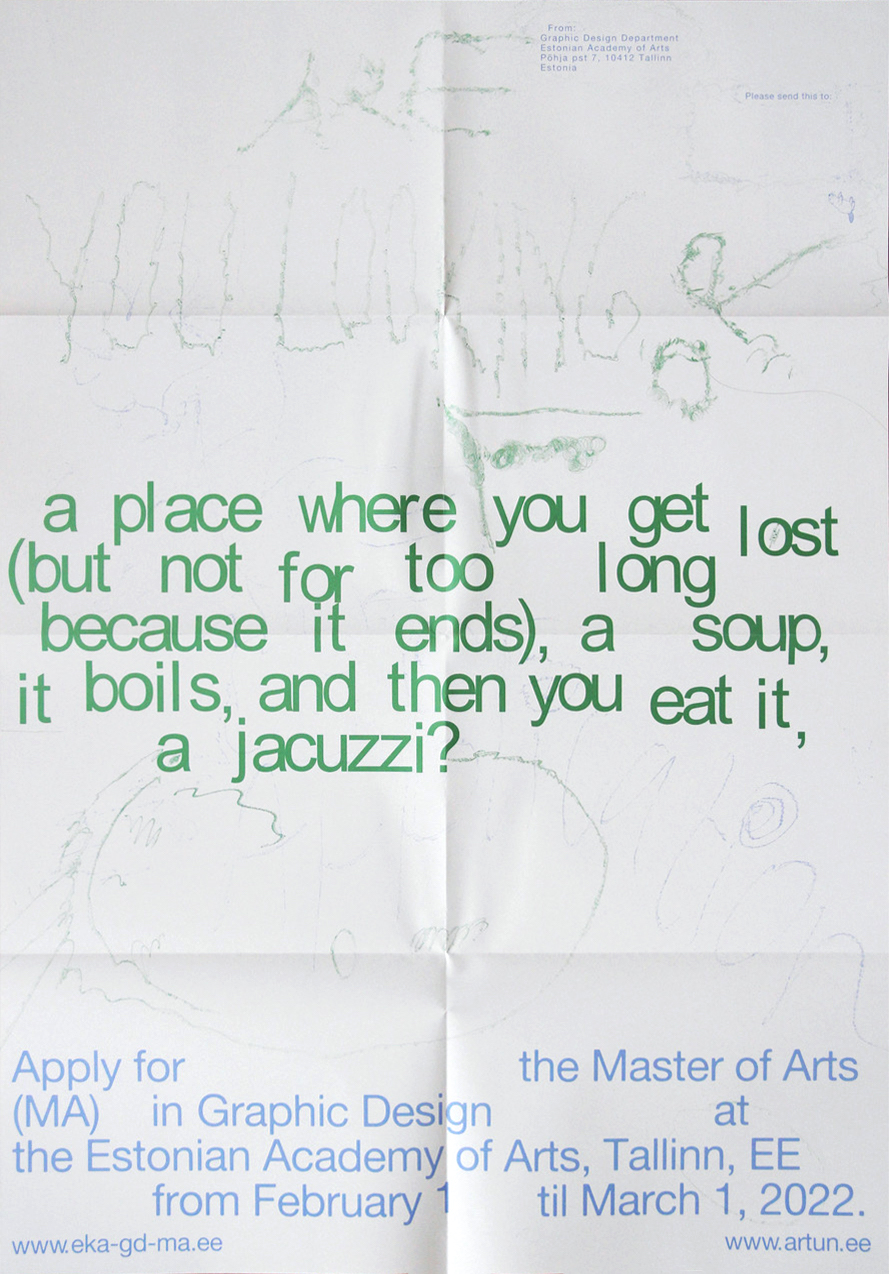 From:
Graphic Design Department
Estonian Academy of Arts
Põhja pst 7, 10412 Tallinn
Estonia
Please send this to:
ARE
YOU LOOKING
FOR
a place where you get lost
(but not for too long
because it ends), a soup,
it boils, and then you eat it,
a jacuzzi?
Apply for the Master of Arts
(MA) in Graphic Design at
the Estonian Academy of Arts, Tallinn, EE
from February 1 til March 1, 2022.
www.eka-gd-ma.ee
www.artun.ee